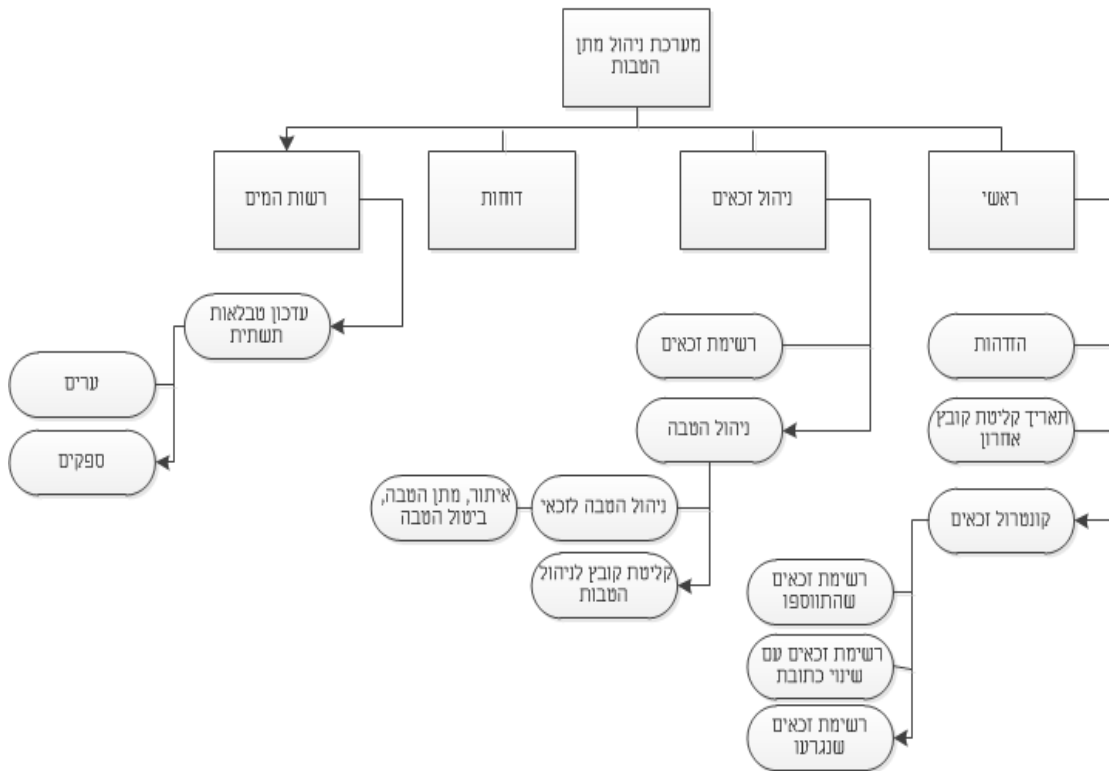 מערכת ניהול מתן
הטבות
ראשי
ניהול זכאים
דוחות
רשות המים
הזדהות
תאריך קליטת קובץ
אחרון
קונטרול זכאים
רשימת זכאים
שהתווספו
רשימת זכאים עם
שינוי כתובת
רשימת זכאים
שנגרעו
רשימת זכאים
ניהול הטבה
ניהול הטבה לזכאי
איתור, מתן הטבה,
ביטול הטבה
קליטת קובץ לניהול
הטבות
עדכון טבלאות
תשתית
ערים
ספקים